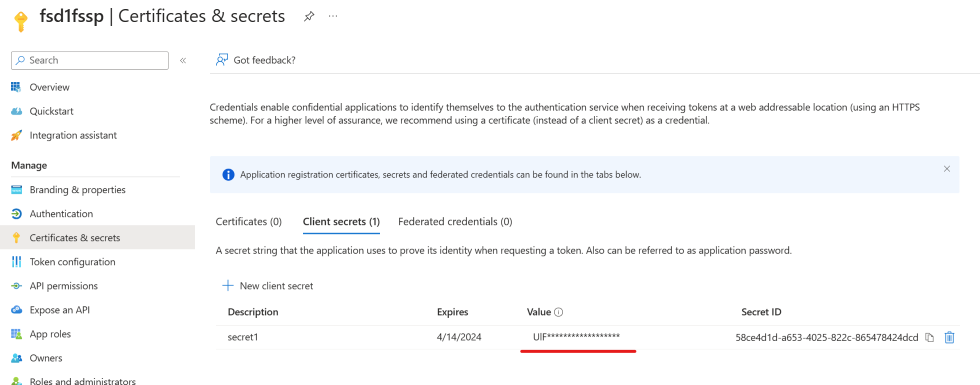 fsd1fssp | Certificates & secrets
Search
Got feedback?
Overview
Quickstart
Integration assistant
Manage
Branding & properties
Authentication
Certificates & secrets
Token configuration
API permissions
Expose an API
App roles
Owners
Roles and administrators
Credentials enable confidential applications to identify themselves to the authentication service when receiving tokens at a web addressable location (using an HTTPS
scheme). For a higher level of assurance, we recommend using a certificate (instead of a client secret) as a credential.
Application registration certificates, secrets and federated credentials can be found in the tabs below.
Certificates (0) Client secrets (1) Federated credentials (0)
A secret string that the application uses to prove its identity when requesting a token. Also can be referred to as application password.
New client secret
Description Expires Value Secret ID
secret1 4/14/2024 UIF****************** 58ce4d1d-a653-4025-822c-865478424dcd